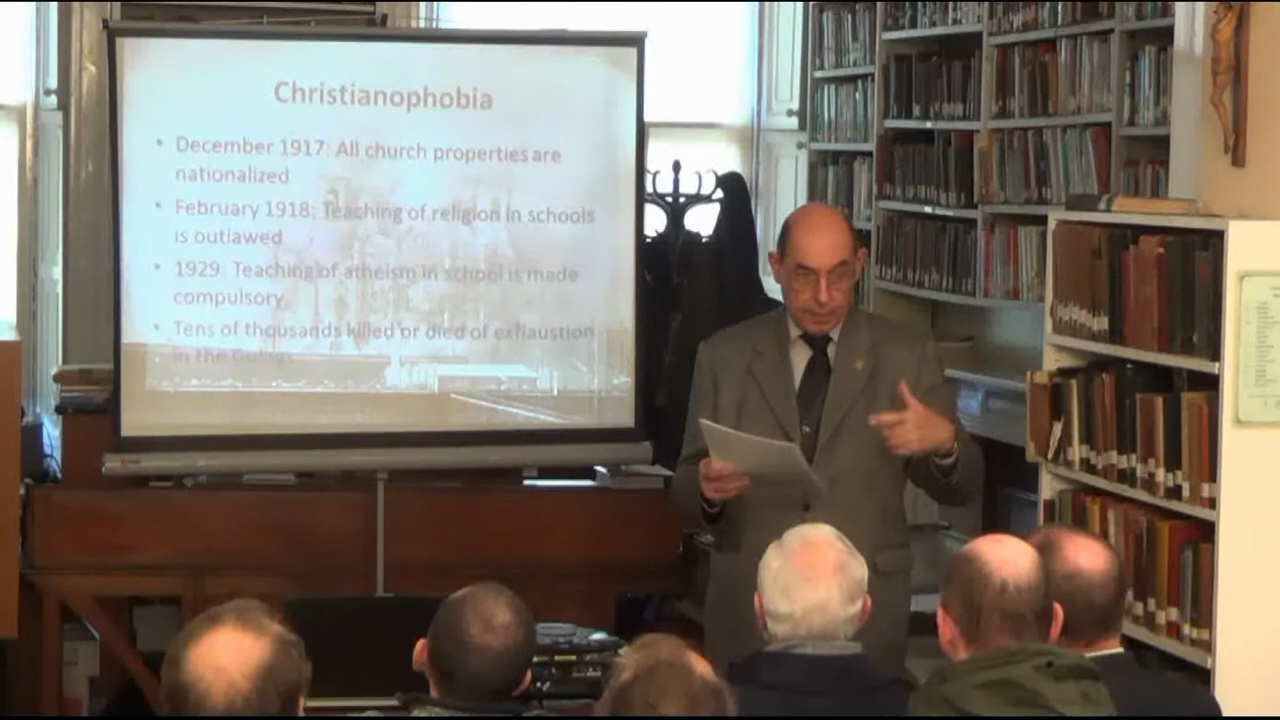 Christianophobia
• December 1917: All church properties are
nationalized
• February 1918: Teaching of religion in schools
is outlawed
• 1929: Teaching of atheism in school is made
compulsory
• Tens of thousands killed or died of exhaustion
in the Gulag